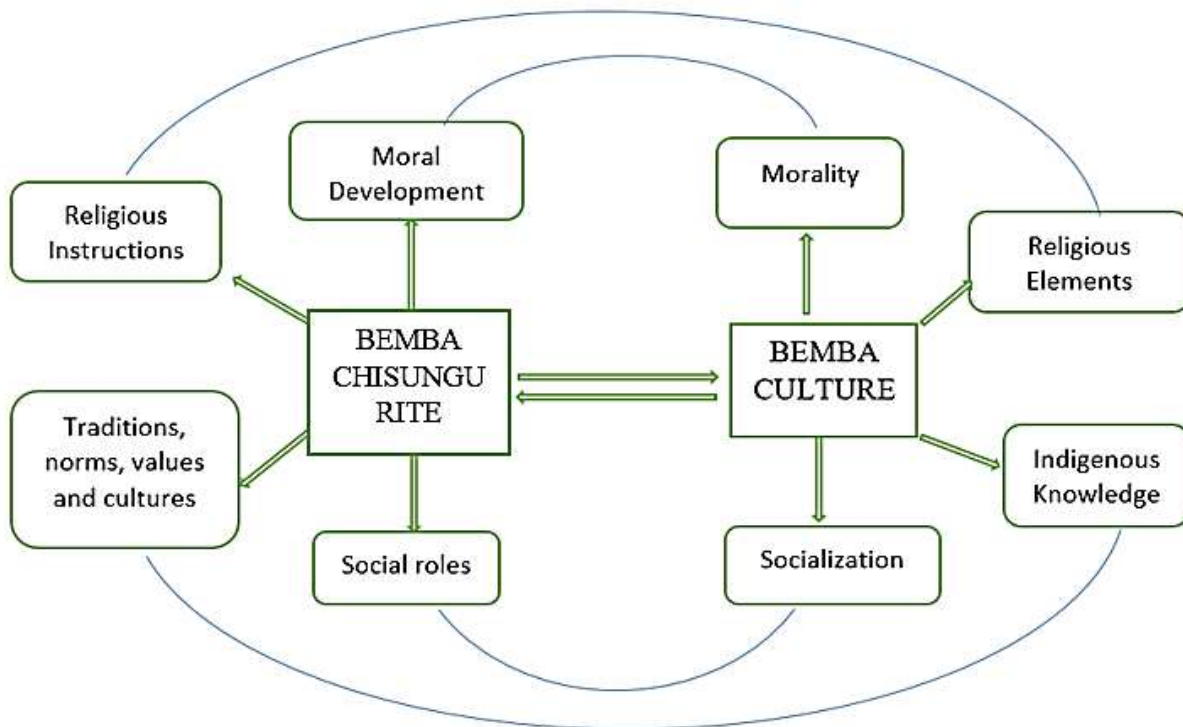 Moral
Development
Morality
Religious
Instructions
Religious
Elements
BEMBA
CHISUNGU
RITE
BEMBA
CULTURE
Traditions,
norms, values
and cultures
Indigenous
Knowledge
Social roles
Socialization